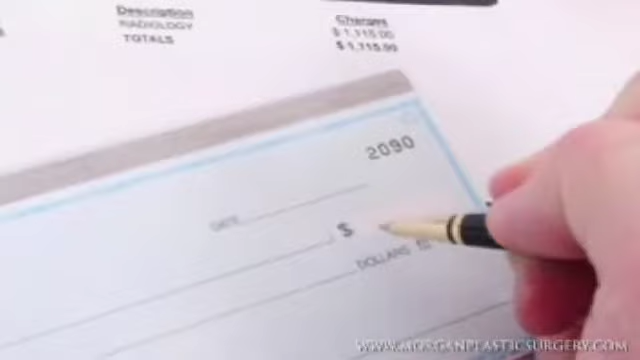 Description
Charges
RADIOLOGY
$ 1,115.00
TOTALS
$ 1,115.00
2090
DATE
$
DOLLARS
WWW.MORGANPLASTICSURGERY.COM